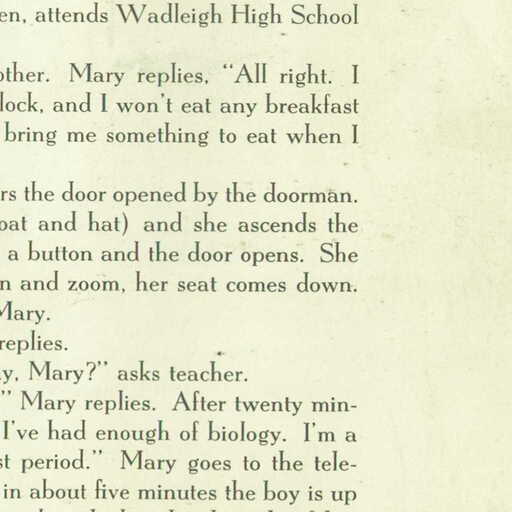 en, attends Wadleigh High School
other. Mary replies, “All right. I
lock, and I won't eat any breakfast
bring me something to eat when I
rs the door opened by the doorman.
oat and hat) and she ascends the
a button and the door opens. She
n and zoom, her seat comes down.
Mary.
replies.
y, Mary?” asks teacher.
” Mary replies. After twenty min-
I've had enough of biology. I'm a
st period.” Mary goes to the tele-
in about five minutes the boy is up